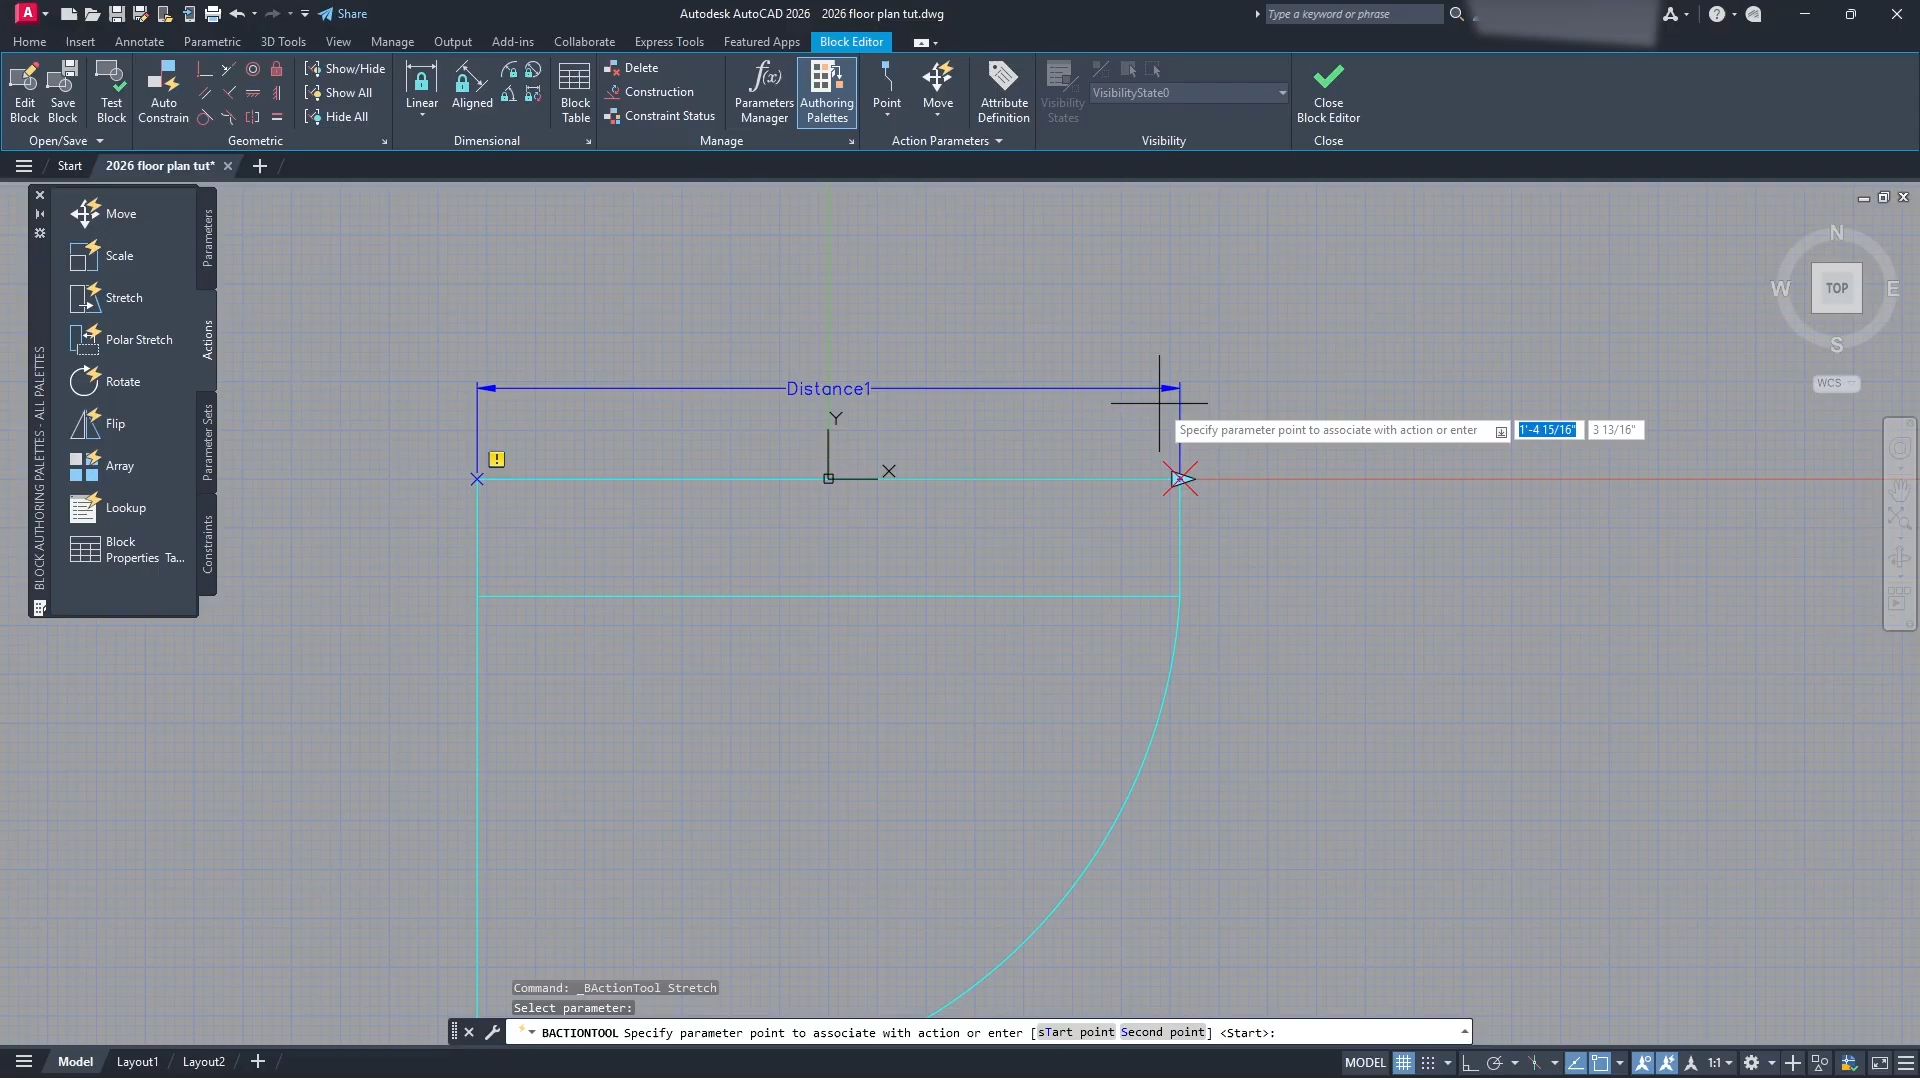 A Share Autodesk AutoCAD 2026 2026 floor plan tut.dwg Type a keyword or phrase
Home Insert Annotate Parametric 3D Tools View Manage Output Add-ins Collaborate Express Tools Featured Apps Block Editor
Edit Block
Save Block
Test Block
Auto Constrain
Show/Hide
Show All
Hide All
Linear
Aligned
Block Table
Delete
Construction
Constraint Status
Parameters Manager
Authoring Palettes
Point
Move
Attribute Definition
Visibility States
VisibilityState0
Close Block Editor
Open/Save Geometric Dimensional Manage Action Parameters Visibility Close
Start 2026 floor plan tut*
Move
Scale
Stretch
Polar Stretch
Rotate
Flip
Array
Lookup
Block
Properties Ta...
Parameters
Actions
Parameter Sets
Constraints
BLOCK AUTHORING PALETTES - ALL PALETTES
N
W TOP E
S
WCS
Distance1
Y
X
!
Specify parameter point to associate with action or enter 1'-4 15/16" 3 13/16"
Command: _BActionTool Stretch
Select parameter:
BACTIONTOOL Specify parameter point to associate with action or enter [sTart point Second point] <Start>:
Model Layout1 Layout2
MODEL 1:1